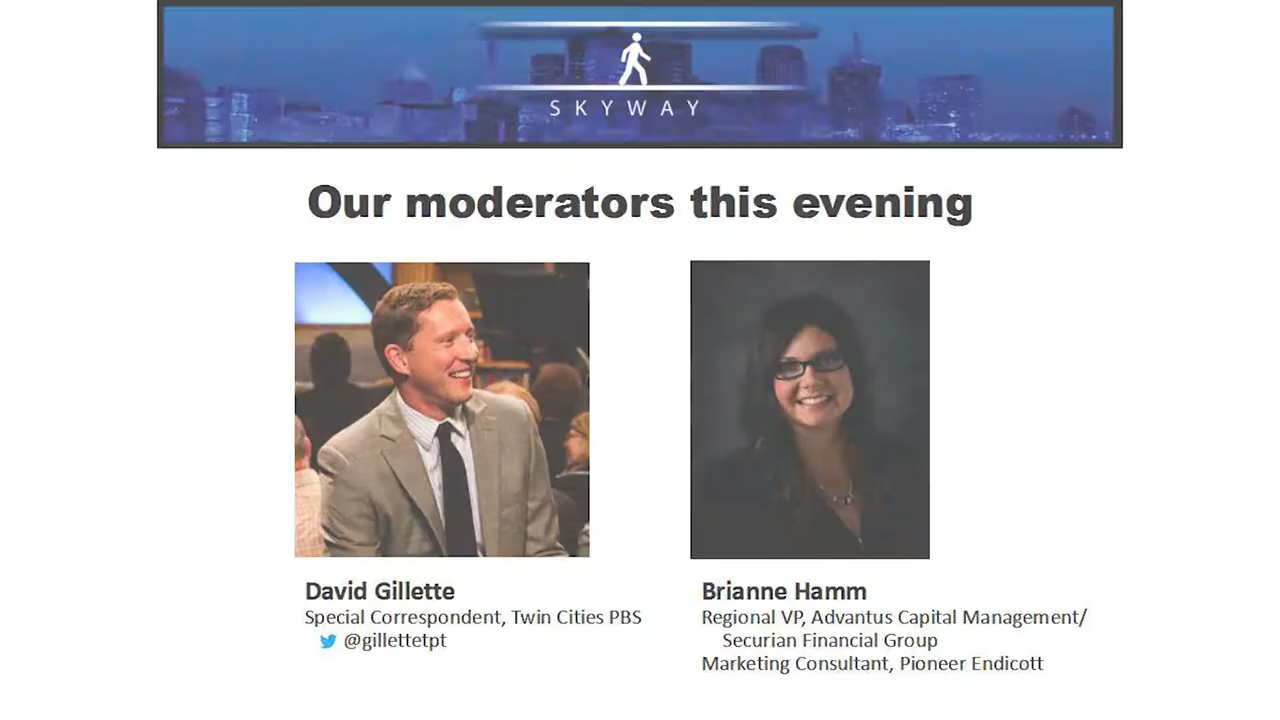 SKYWAY
Our moderators this evening
David Gillette
Special Correspondent, Twin Cities PBS
@gillettetpt
Brianne Hamm
Regional VP, Advantus Capital Management/
Securian Financial Group
Marketing Consultant, Pioneer Endicott